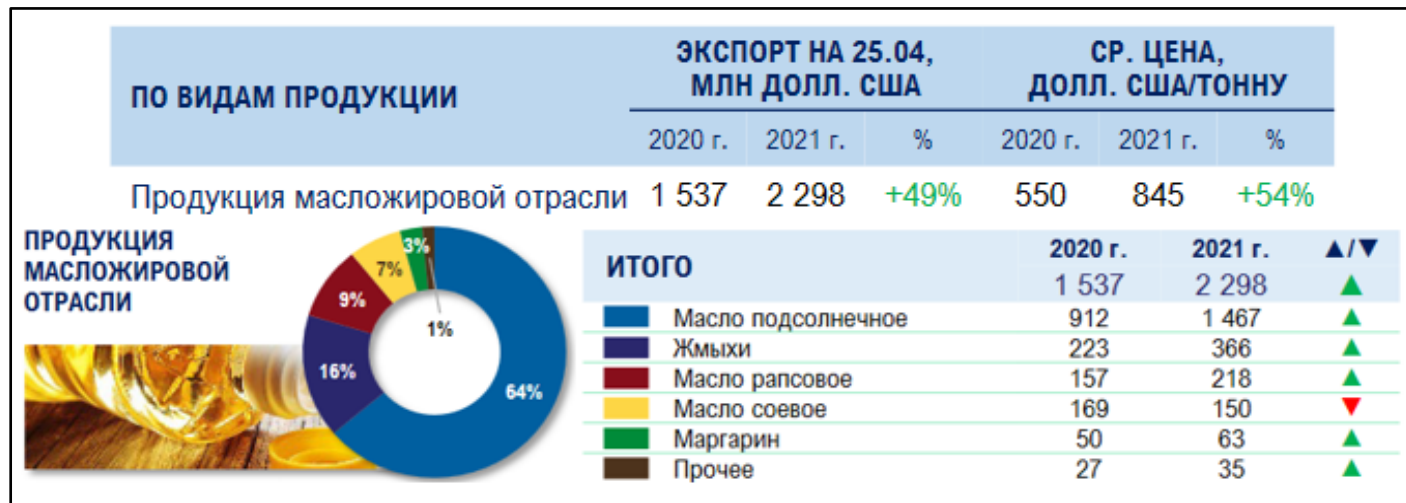 ПО ВИДАМ ПРОДУКЦИИ
ЭКСПОРТ НА 25.04,
МЛН ДОЛЛ. США
СР. ЦЕНА,
ДОЛЛ. США/ТОННУ
2020 г. 2021 г. % 2020 г. 2021 г. %
Продукция масложировой отрасли 1 537 2 298 +49% 550 845 +54%
ПРОДУКЦИЯ
МАСЛОЖИРОВОЙ
ОТРАСЛИ
3%
7%
9%
1%
16%
64%
ИТОГО
2020 г. 2021 г. ▲/▼
1 537 2 298 ▲
Масло подсолнечное 912 1 467 ▲
Жмыхи 223 366 ▲
Масло рапсовое 157 218 ▲
Масло соевое 169 150 ▼
Маргарин 50 63 ▲
Прочее 27 35 ▲